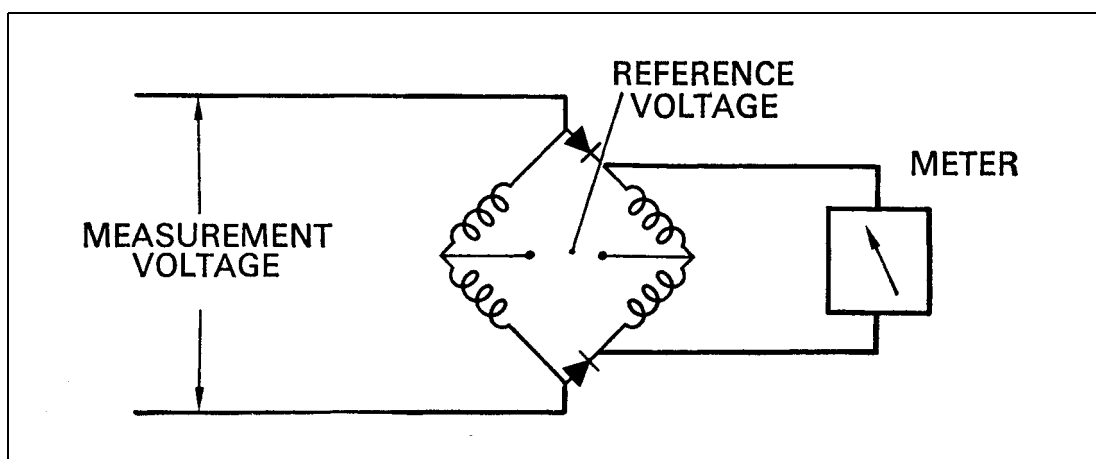 REFERENCE
VOLTAGE
METER
MEASUREMENT
VOLTAGE